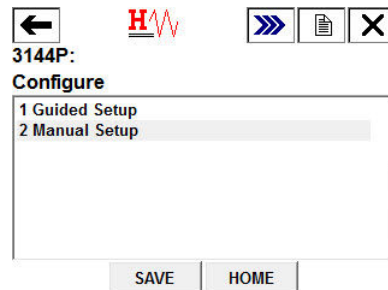 H
3144P:
Configure
1 Guided Setup
2 Manual Setup
SAVE HOME